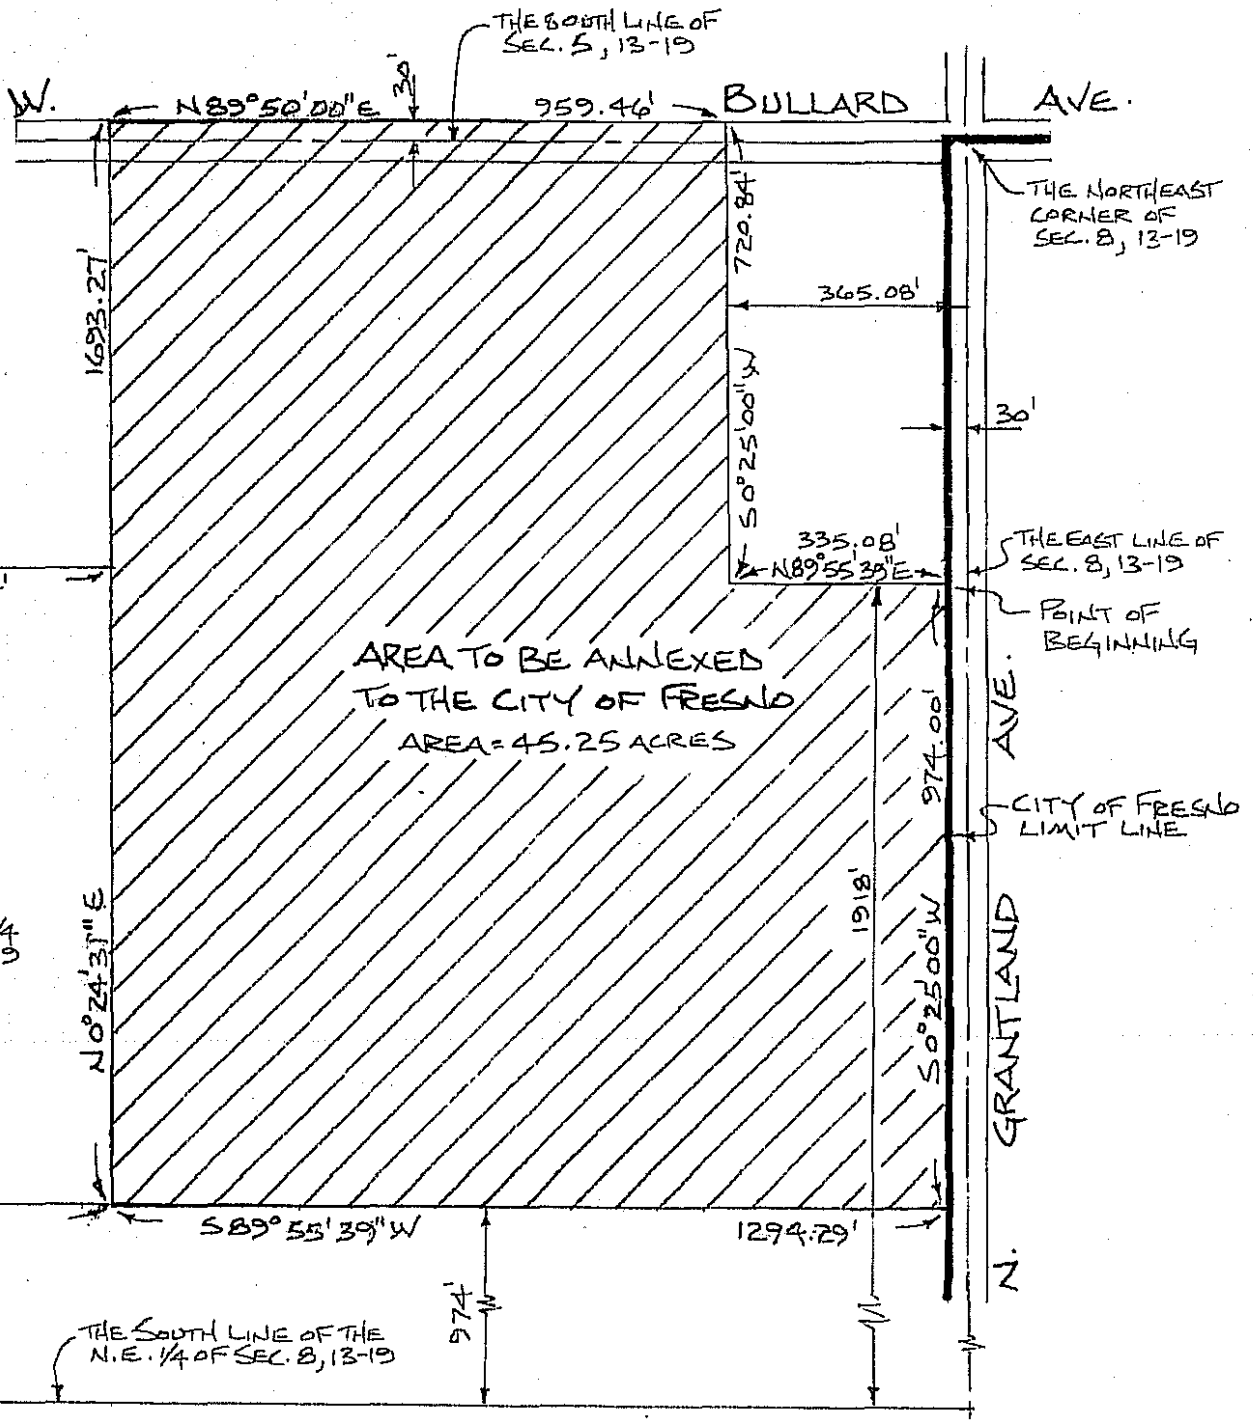 THE SOUTH LINE OF
SEC. 5, 13-19
30'
W.
N89°50'00"E
959.46'
BULLARD
AVE.
THE NORTHEAST
CORNER OF
SEC. 8, 13-19
720.84'
1693.27'
365.08'
S0°25'00"W
30'
335.08'
N89°55'39"E
THE EAST LINE OF
SEC. 8, 13-19
POINT OF
BEGINNING
AREA TO BE ANNEXED
TO THE CITY OF FRESNO
AREA=45.25 ACRES
974.00'
AVE.
CITY OF FRESNO
LIMIT LINE
1918'
N0°24'31"E
S0°25'00"W
GRANTLAND
S89°55'39"W
1294.29'
N.
974'
THE SOUTH LINE OF THE
N.E. 1/4 OF SEC. 8, 13-19